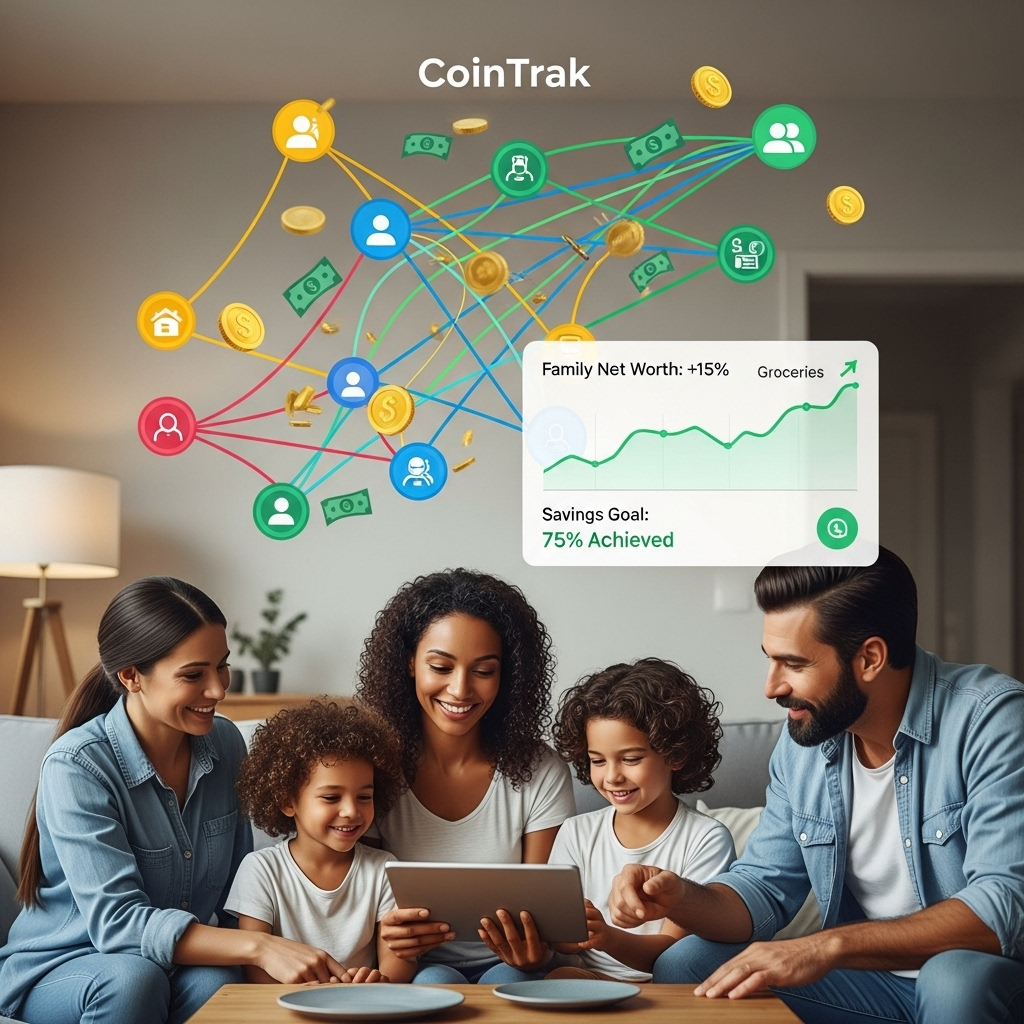 CoinTrak
Family Net Worth: +15%
Groceries
Savings Goal:
75% Achieved